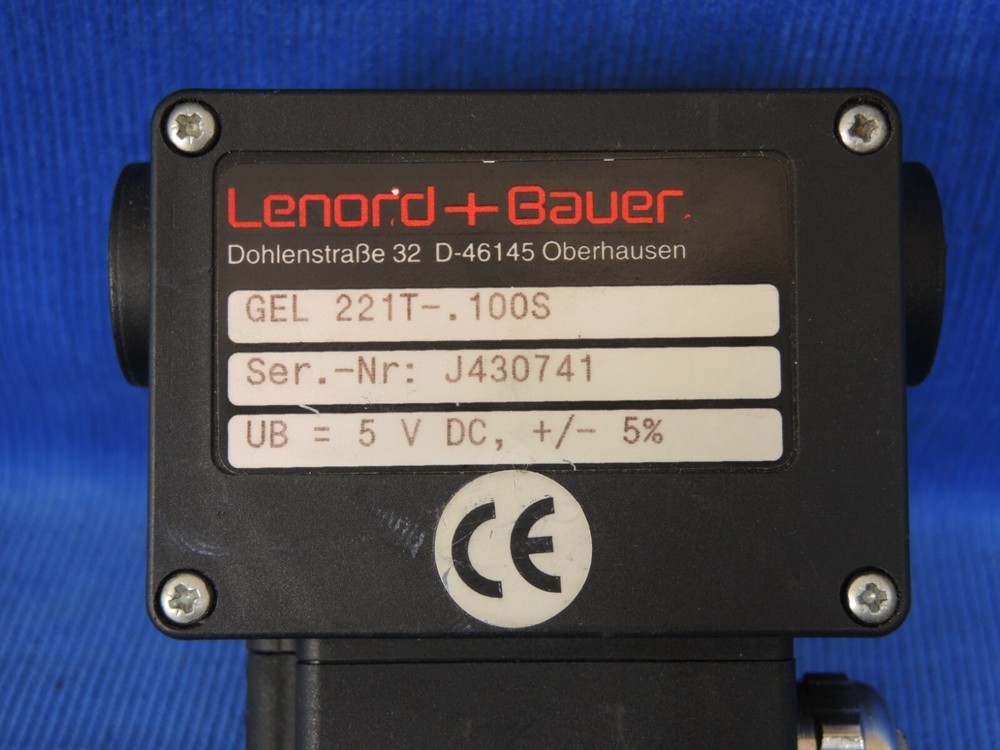 Lenord+Bauer
Dohlenstraße 32 D-46145 Oberhausen
GEL 221T-.100S
Ser.-Nr: J430741
UB = 5 V DC, +/- 5%
CE